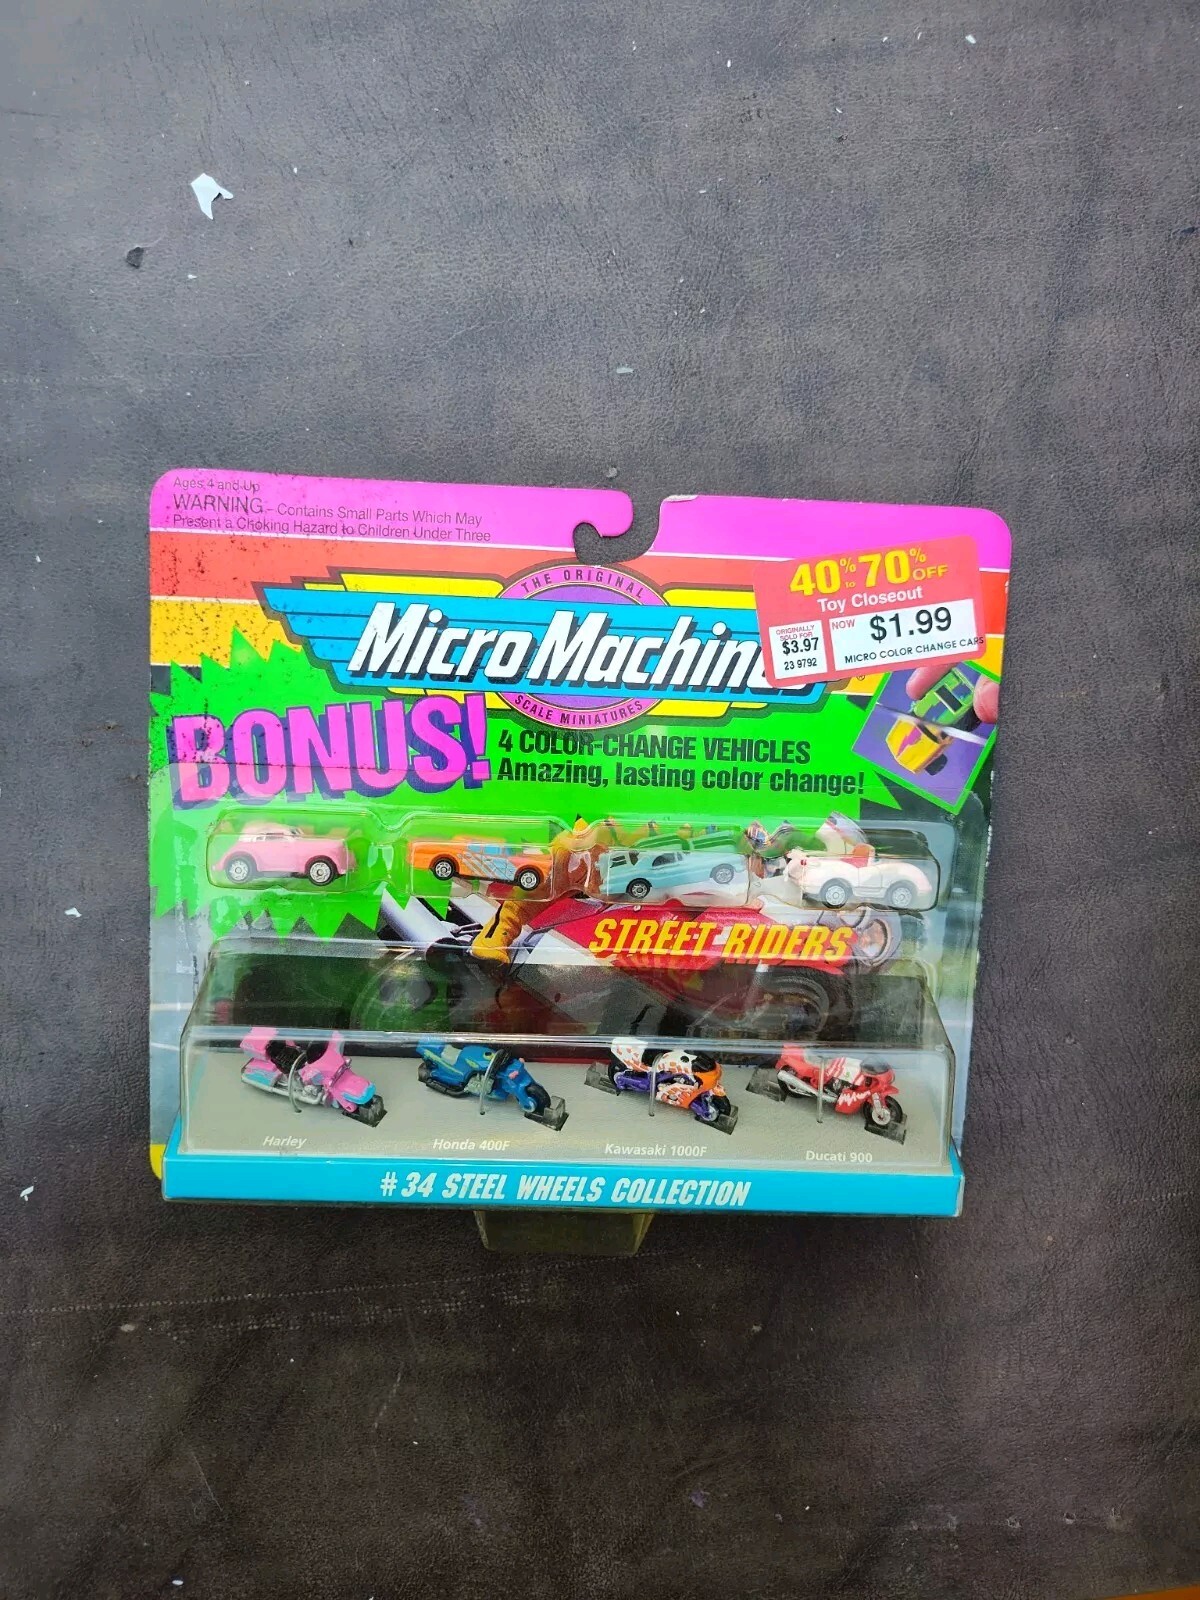 Ages 4 and Up
WARNING - Contains Small Parts Which May
Present a Choking Hazard to Children Under Three
THE ORIGINAL
Micro Machine
SCALE MINIATURES
®
40% to 70% OFF
Toy Closeout
ORIGINALLY
SOLD FOR
$3.97
23 9792
NOW $1.99
MICRO COLOR CHANGE CARS
BONUS!
4 COLOR-CHANGE VEHICLES
Amazing, lasting color change!
STREET RIDERS
Harley
Honda 400F
Kawasaki 1000F
Ducati 900
#34 STEEL WHEELS COLLECTION